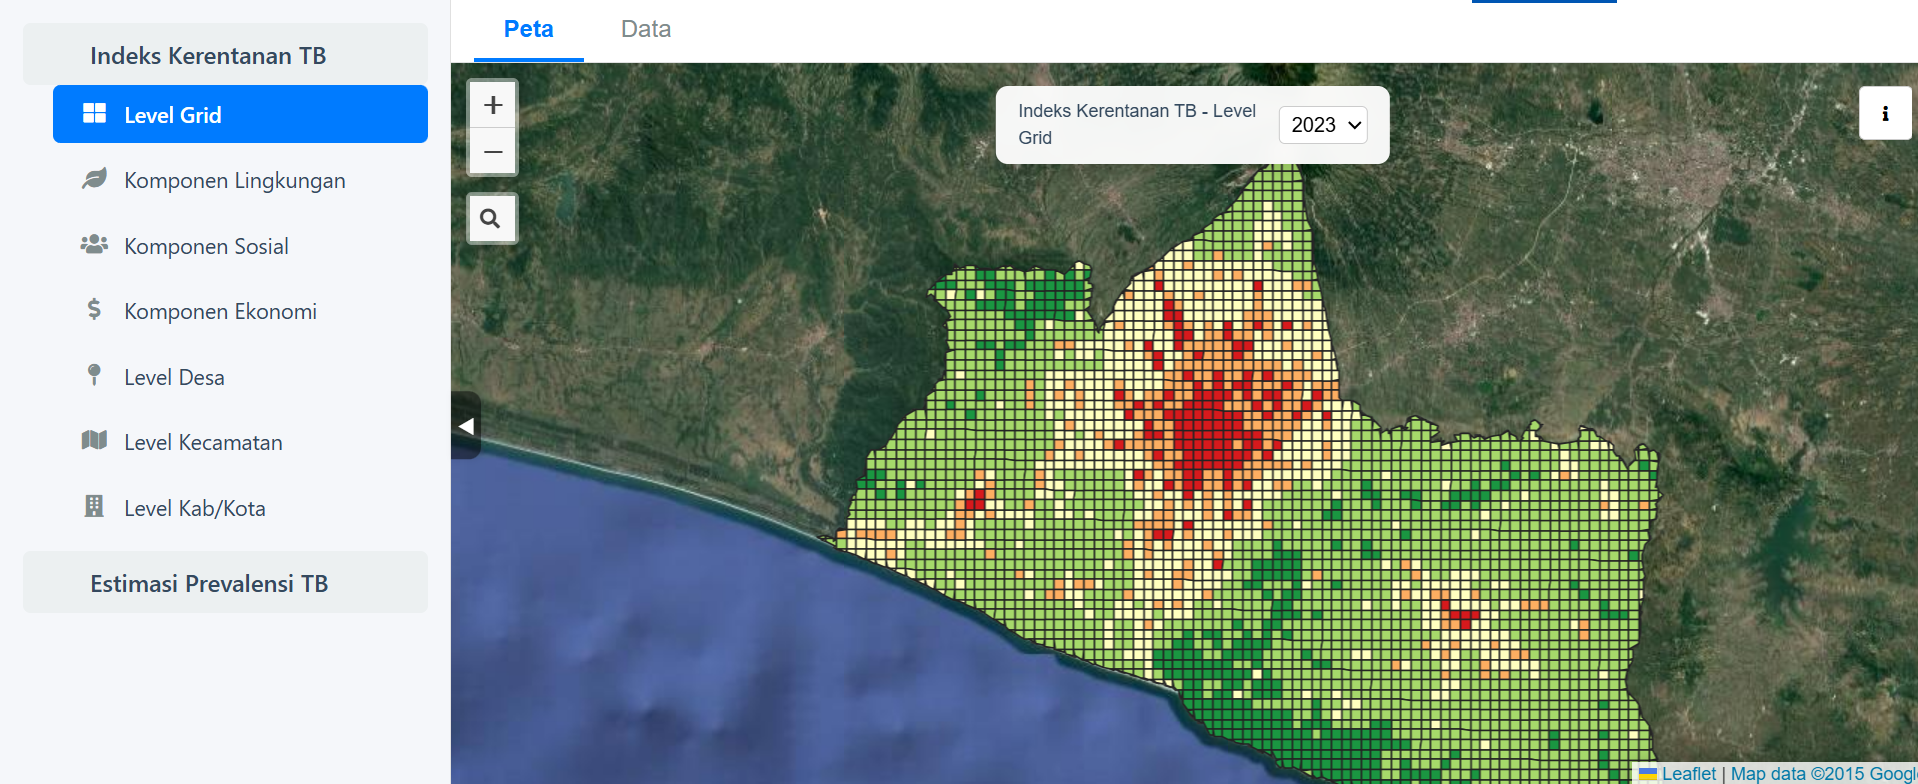 Indeks Kerentanan TB
Level Grid
Komponen Lingkungan
Komponen Sosial
Komponen Ekonomi
Level Desa
Level Kecamatan
Level Kab/Kota
Estimasi Prevalensi TB
Peta
Data
+
−
Indeks Kerentanan TB - Level
Grid
2023
i
Leaflet | Map data ©2015 Googl